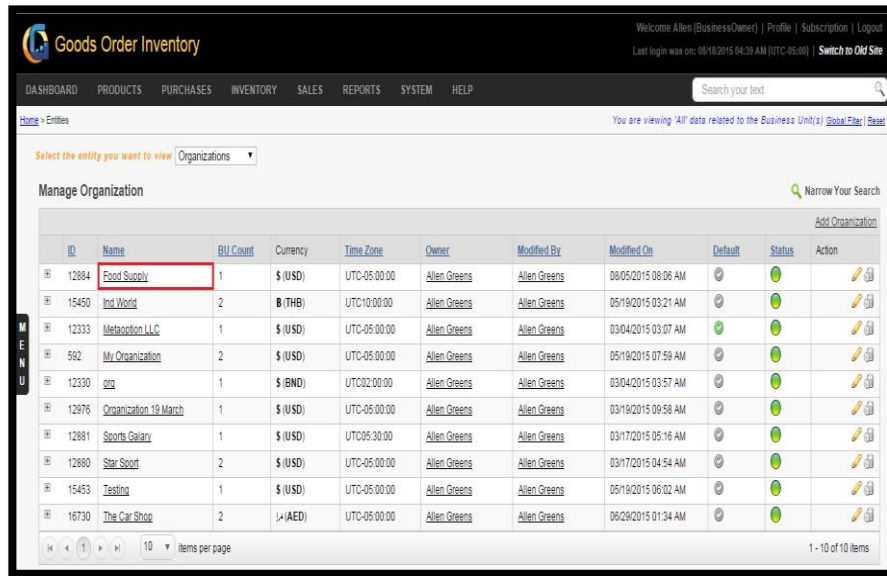 Welcome Allen (BusinessOwner) | Profile | Subscription | Logout
Goods Order Inventory
Last login was on: 08/18/2015 04:39 AM (UTC-05:00) | Switch to Old Site
DASHBOARD PRODUCTS PURCHASES INVENTORY SALES REPORTS SYSTEM HELP Search your text
Home > Entities You are viewing 'All' data related to the Business Unit(s) Global Filter | Reset
Select the entity you want to view Organizations
Manage Organization Narrow Your Search
Add Organization
ID Name BU Count Currency Time Zone Owner Modified By Modified On Default Status Action
12884 Food Supply 1 $ (USD) UTC-05:00:00 Allen Greens Allen Greens 08/05/2015 08:06 AM
15450 Ind World 2 ฿ (THB) UTC10:00:00 Allen Greens Allen Greens 05/19/2015 03:21 AM
12333 Metaoption LLC 1 $ (USD) UTC-05:00:00 Allen Greens Allen Greens 03/04/2015 03:07 AM
592 My Organization 2 $ (USD) UTC-05:00:00 Allen Greens Allen Greens 05/19/2015 07:59 AM
12330 org 1 $ (BND) UTC02:00:00 Allen Greens Allen Greens 03/04/2015 03:57 AM
12976 Organization 19 March 1 $ (USD) UTC-05:00:00 Allen Greens Allen Greens 03/19/2015 09:58 AM
12881 Sports Galary 1 $ (USD) UTC05:30:00 Allen Greens Allen Greens 03/17/2015 05:16 AM
12880 Star Sport 2 $ (USD) UTC-05:00:00 Allen Greens Allen Greens 03/17/2015 04:54 AM
15453 Testing 1 $ (USD) UTC-05:00:00 Allen Greens Allen Greens 05/19/2015 06:02 AM
16730 The Car Shop 2 (AED) UTC-05:00:00 Allen Greens Allen Greens 06/29/2015 01:34 AM
MENU
1 10 items per page 1 - 10 of 10 items